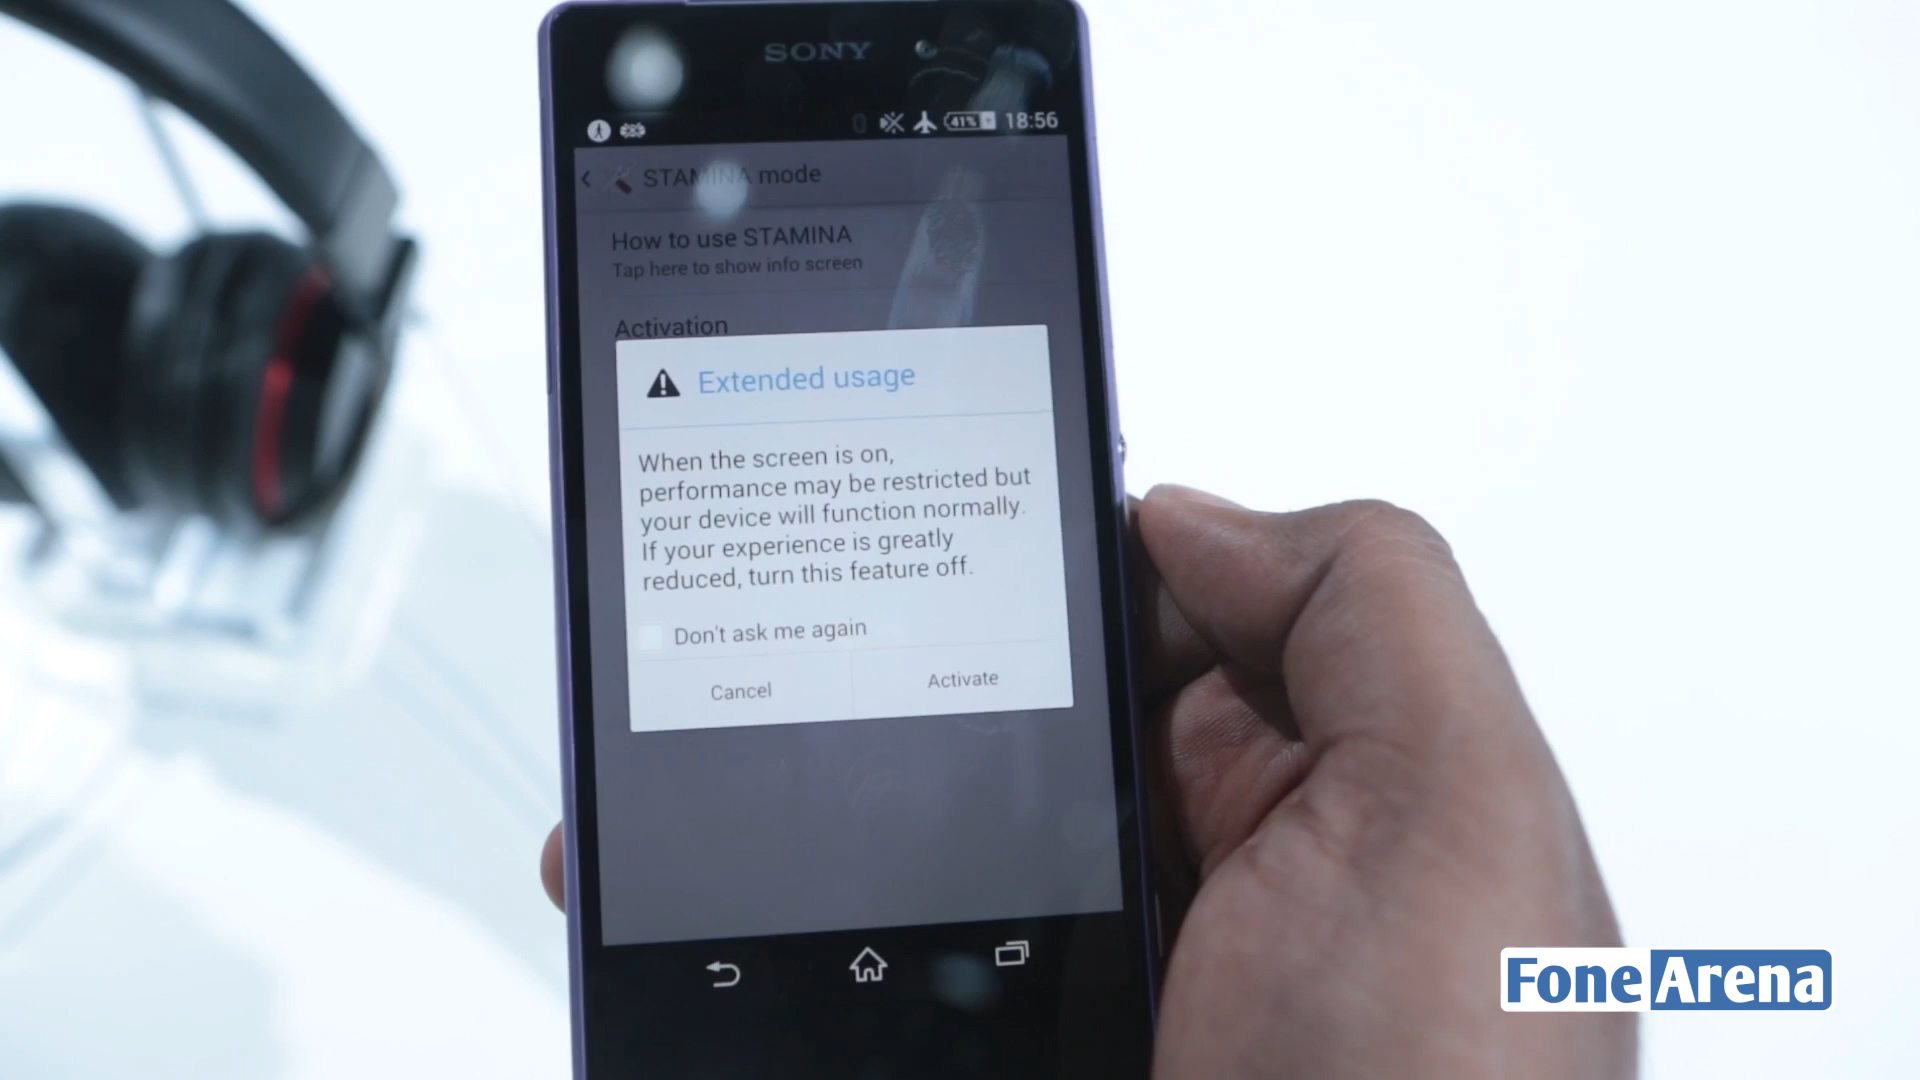 SONY
41% 18:56
STAMINA mode
How to use STAMINA
Tap here to show info screen
Activation
Extended usage
When the screen is on,
performance may be restricted but
your device will function normally.
If your experience is greatly
reduced, turn this feature off.
Don't ask me again
Cancel Activate
FoneArena